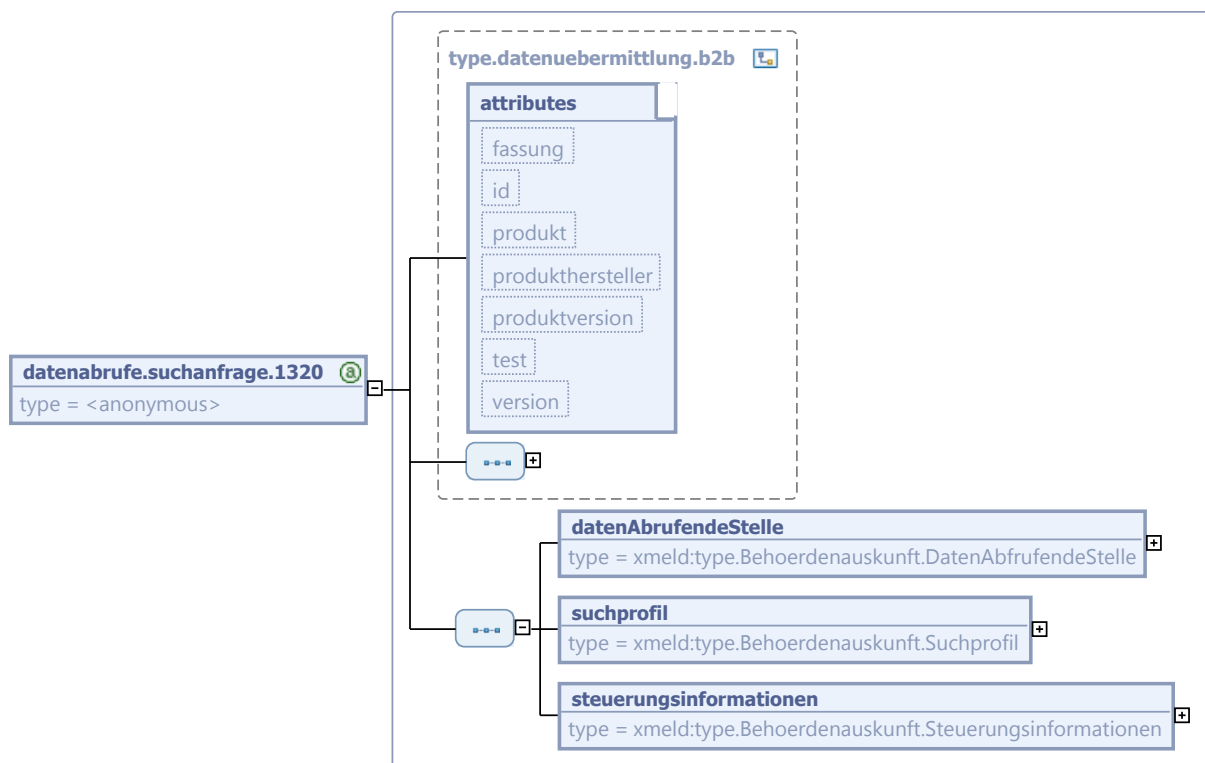 type.datenuebermittlung.b2b
attributes
fassung
id
produkt
produkthersteller
produktversion
test
version
datenabrufe.suchanfrage.1320 @
type = <anonymous>
datenAbrufendeStelle
type = xmeld:type.Behoerdenauskunft.DatenAbfrufendeStelle
suchprofil
type = xmeld:type.Behoerdenauskunft.Suchprofil
steuerungsinformationen
type = xmeld:type.Behoerdenauskunft.Steuerungsinformationen